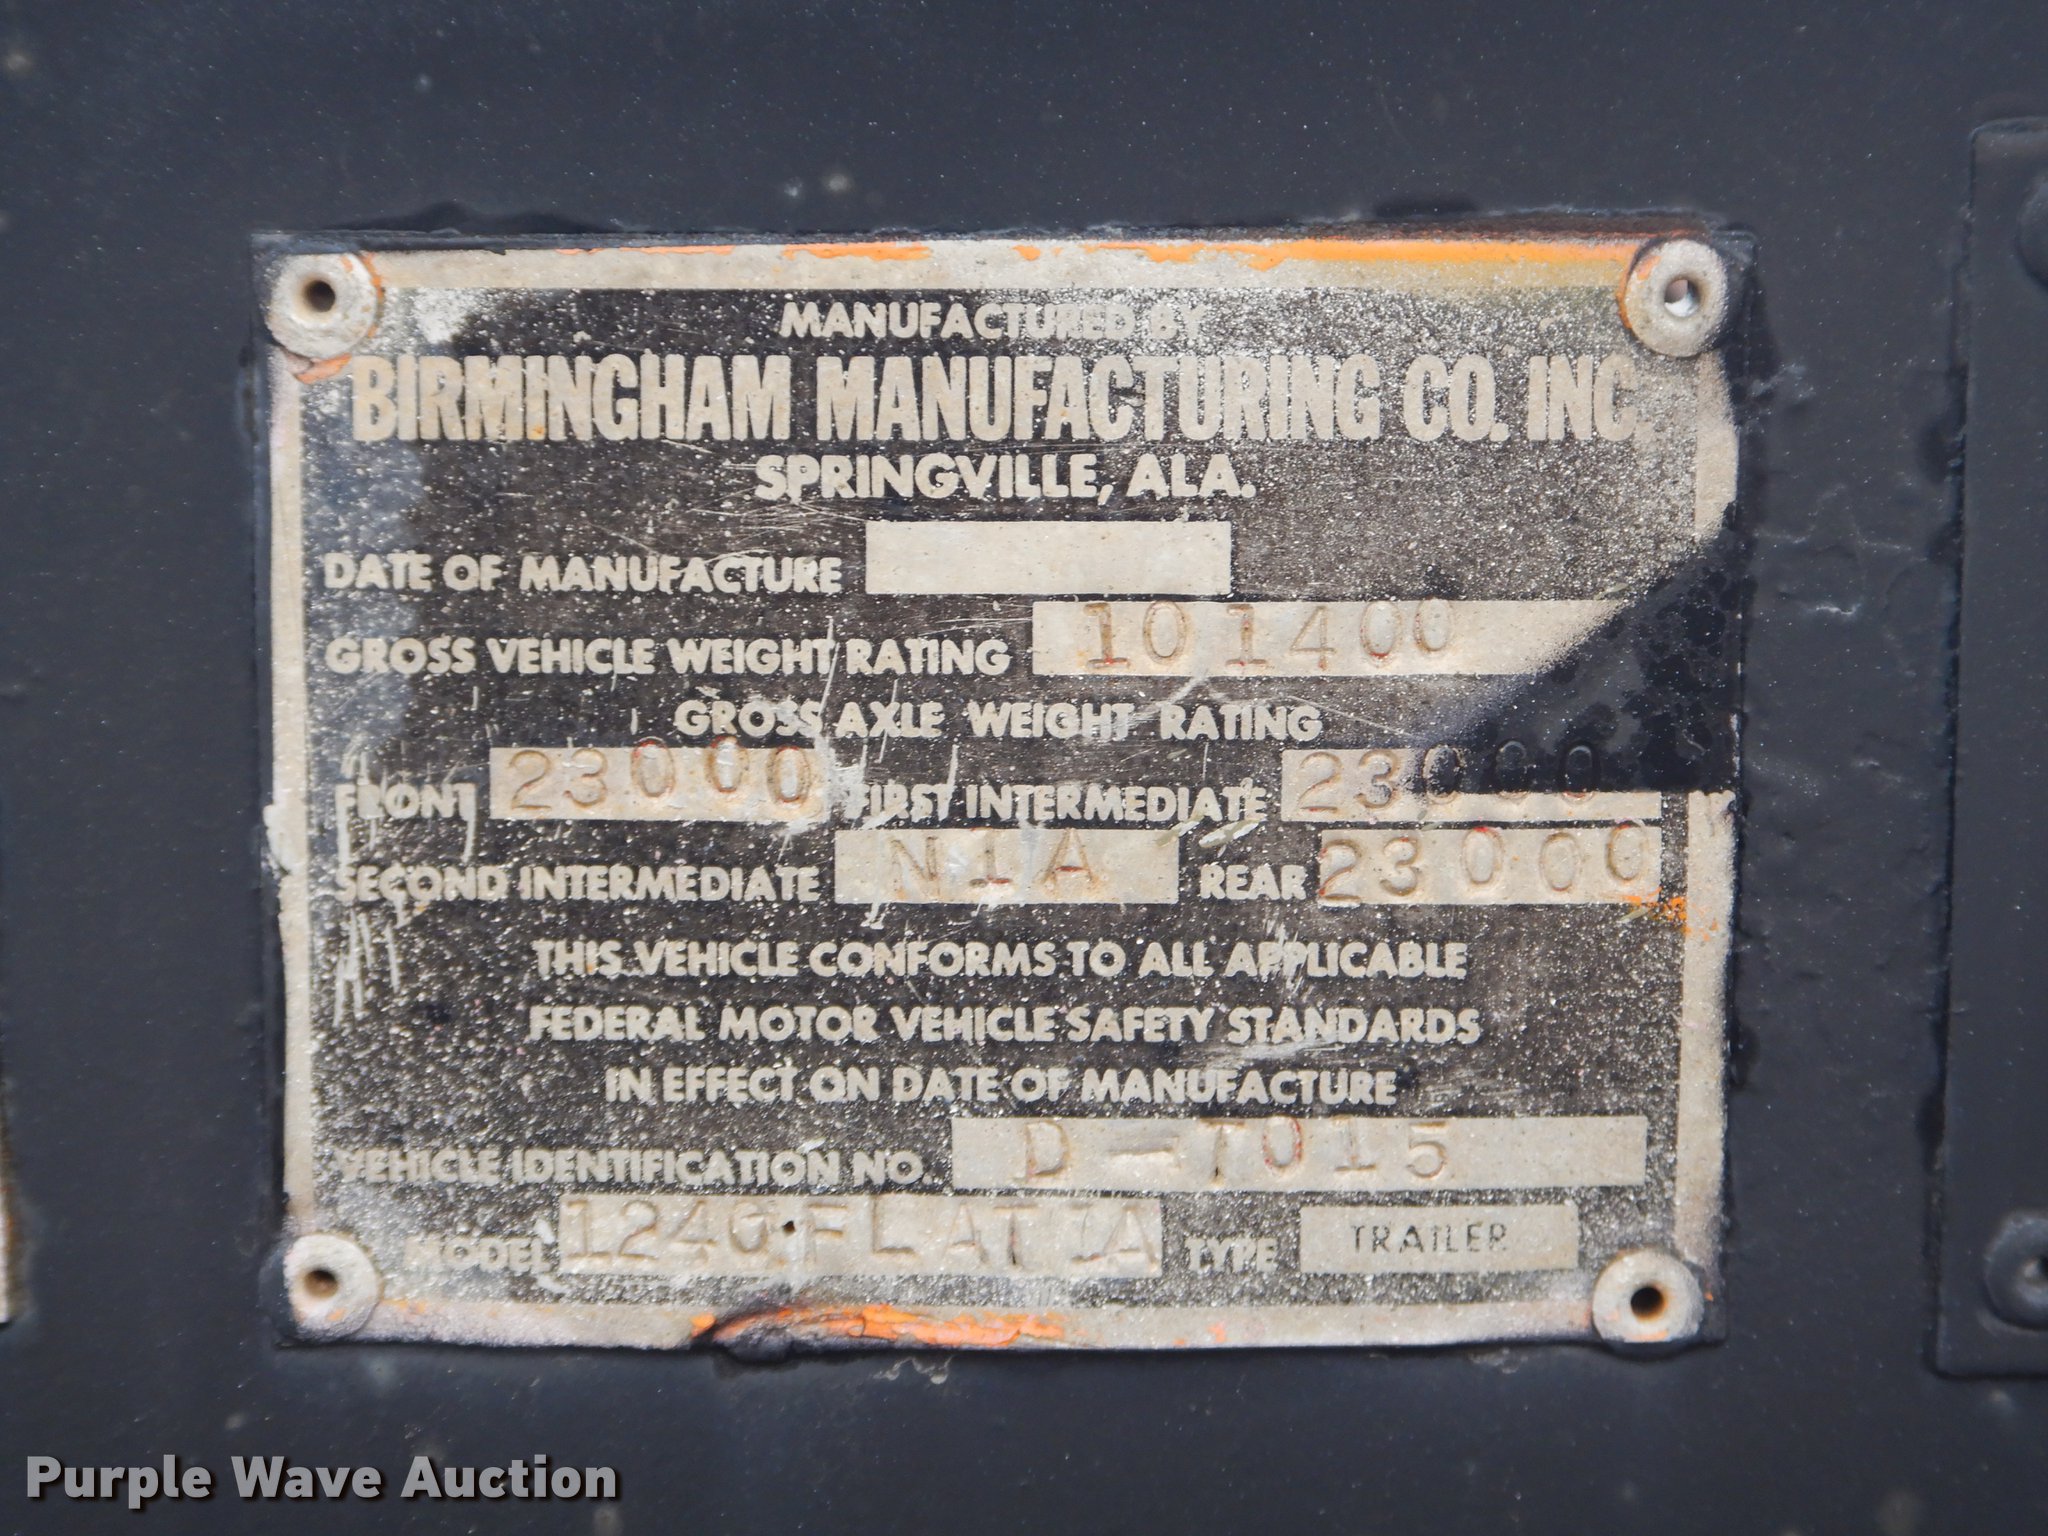 MANUFACTURED BY
BIRMINGHAM MANUFACTURING CO. INC.
SPRINGVILLE, ALA.
DATE OF MANUFACTURE
GROSS VEHICLE WEIGHT RATING 101400
GROSS AXLE WEIGHT RATING
FRONT 23000 FIRST INTERMEDIATE 23000
SECOND INTERMEDIATE N1A REAR 23000
THIS VEHICLE CONFORMS TO ALL APPLICABLE
FEDERAL MOTOR VEHICLE SAFETY STANDARDS
IN EFFECT ON DATE OF MANUFACTURE
VEHICLE IDENTIFICATION NO. D-7015
MODEL TYPE TRAILER
Purple Wave Auction